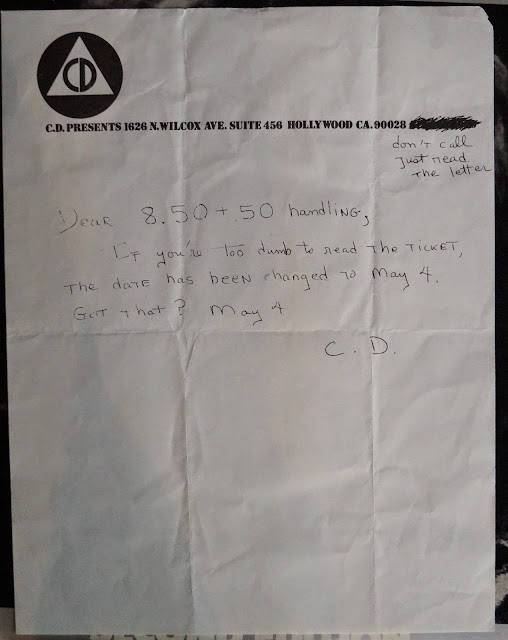 CD
C.D. PRESENTS 1626 N. WILCOX AVE. SUITE 456 HOLLYWOOD CA. 90028
don't call
Just read
The letter
Dear 8.50 + .50 handling,
If you're too dumb to read the ticket,
the date has been changed to May 4.
Got that? May 4
C. D.